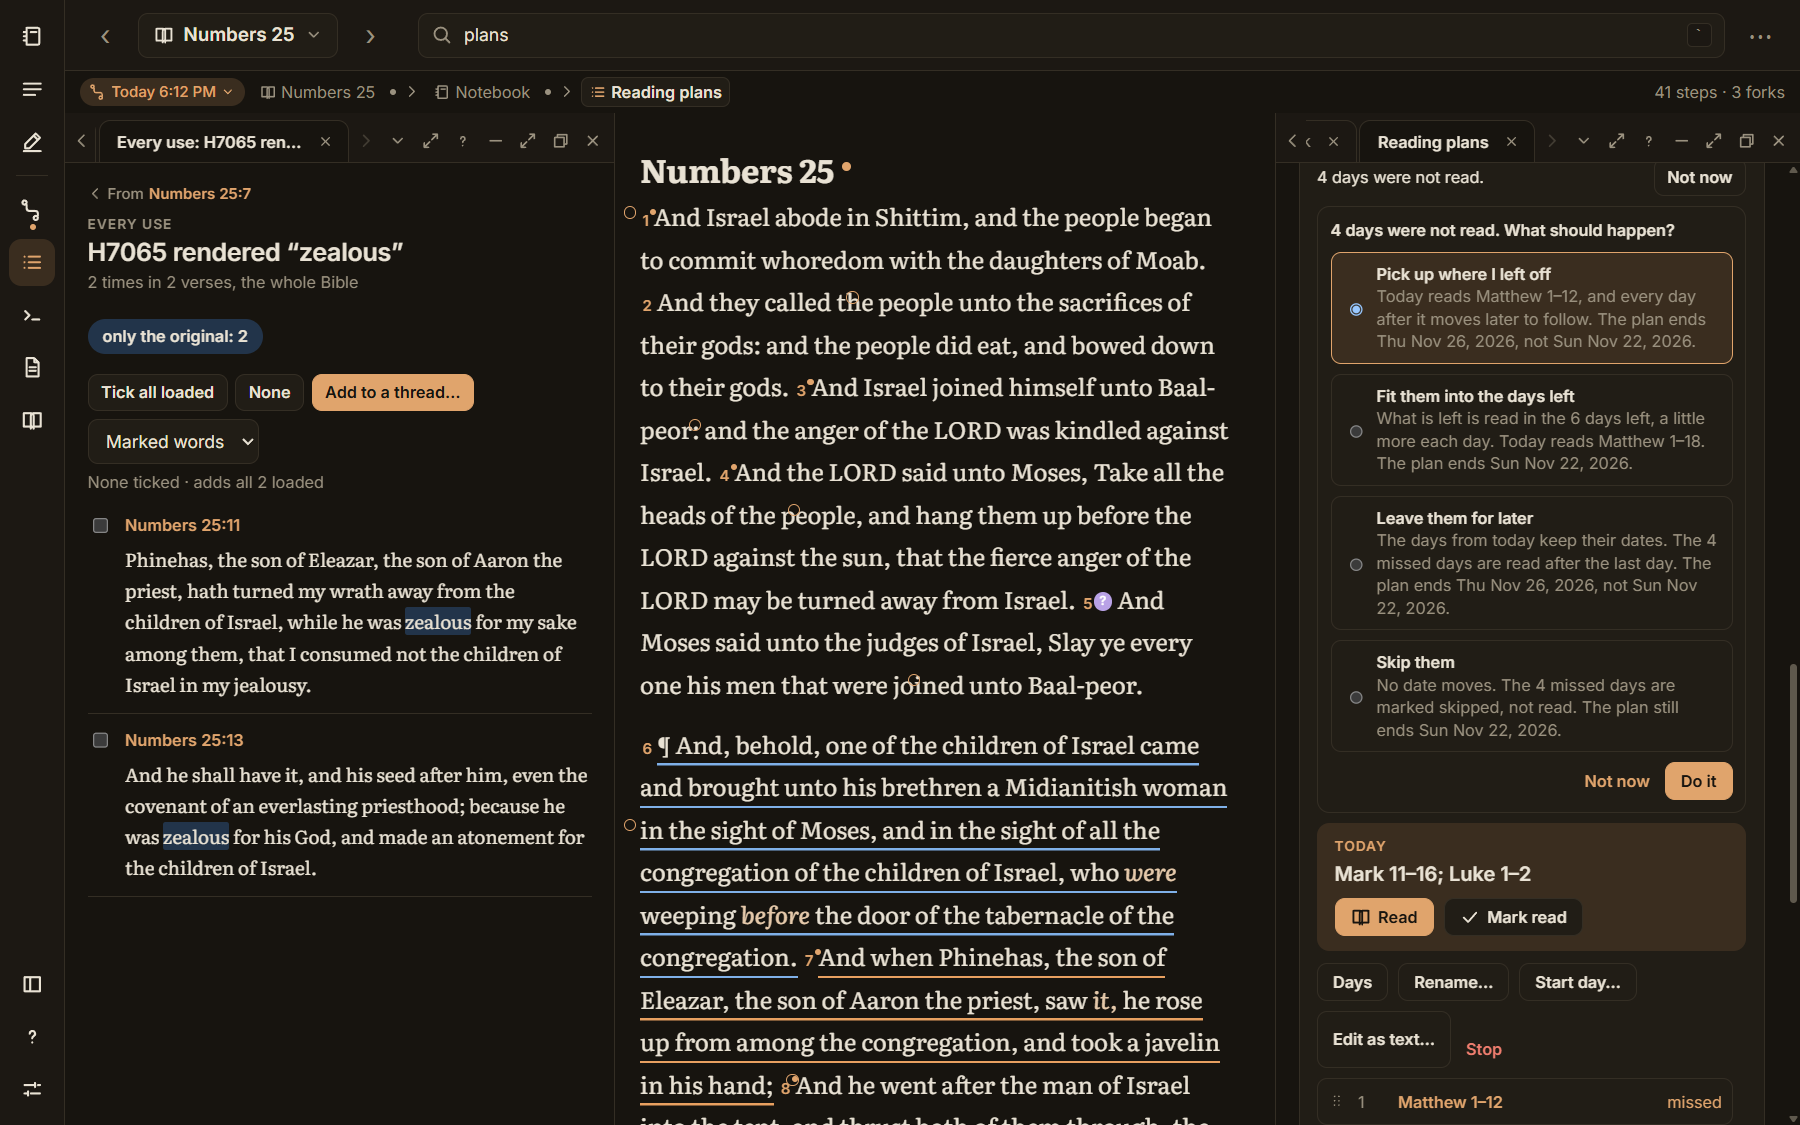 Numbers 25
plans
`
Today 6:12 PM
Numbers 25
Notebook
Reading plans
41 steps · 3 forks
Every use: H7065 ren...
?
From Numbers 25:7
EVERY USE
H7065 rendered “zealous”
2 times in 2 verses, the whole Bible
only the original: 2
Tick all loaded
None
Add to a thread...
Marked words
None ticked · adds all 2 loaded
Numbers 25:11
Phinehas, the son of Eleazar, the son of Aaron the
priest, hath turned my wrath away from the
children of Israel, while he was zealous for my sake
among them, that I consumed not the children of
Israel in my jealousy.
Numbers 25:13
And he shall have it, and his seed after him, even the
covenant of an everlasting priesthood; because he
was zealous for his God, and made an atonement for
the children of Israel.
?
Numbers 25
1 And Israel abode in Shittim, and the people began
to commit whoredom with the daughters of Moab.
2 And they called the people unto the sacrifices of
their gods: and the people did eat, and bowed down
to their gods. 3 And Israel joined himself unto Baal-
peor: and the anger of the LORD was kindled against
Israel. 4 And the LORD said unto Moses, Take all the
heads of the people, and hang them up before the
LORD against the sun, that the fierce anger of the
LORD may be turned away from Israel. 5 ? And
Moses said unto the judges of Israel, Slay ye every
one his men that were joined unto Baal-peor.
6 ¶ And, behold, one of the children of Israel came
and brought unto his brethren a Midianitish woman
in the sight of Moses, and in the sight of all the
congregation of the children of Israel, who were
weeping before the door of the tabernacle of the
congregation. 7 And when Phinehas, the son of
Eleazar, the son of Aaron the priest, saw it, he rose
up from among the congregation, and took a javelin
in his hand; 8 And he went after the man of Israel
into the tent, and thrust both of them through, the
Reading plans
?
4 days were not read.
Not now
4 days were not read. What should happen?
Pick up where I left off
Today reads Matthew 1–12, and every day
after it moves later to follow. The plan ends
Thu Nov 26, 2026, not Sun Nov 22, 2026.
Fit them into the days left
What is left is read in the 6 days left, a little
more each day. Today reads Matthew 1–18.
The plan ends Sun Nov 22, 2026.
Leave them for later
The days from today keep their dates. The 4
missed days are read after the last day. The
plan ends Thu Nov 26, 2026, not Sun Nov
22, 2026.
Skip them
No date moves. The 4 missed days are
marked skipped, not read. The plan still
ends Sun Nov 22, 2026.
Not now
Do it
TODAY
Mark 11–16; Luke 1–2
Read
Mark read
Days
Rename...
Start day...
Edit as text...
Stop
1
Matthew 1–12
missed